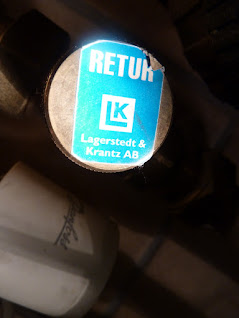 RETUR
LK
Lagerstedt &
Krantz AB